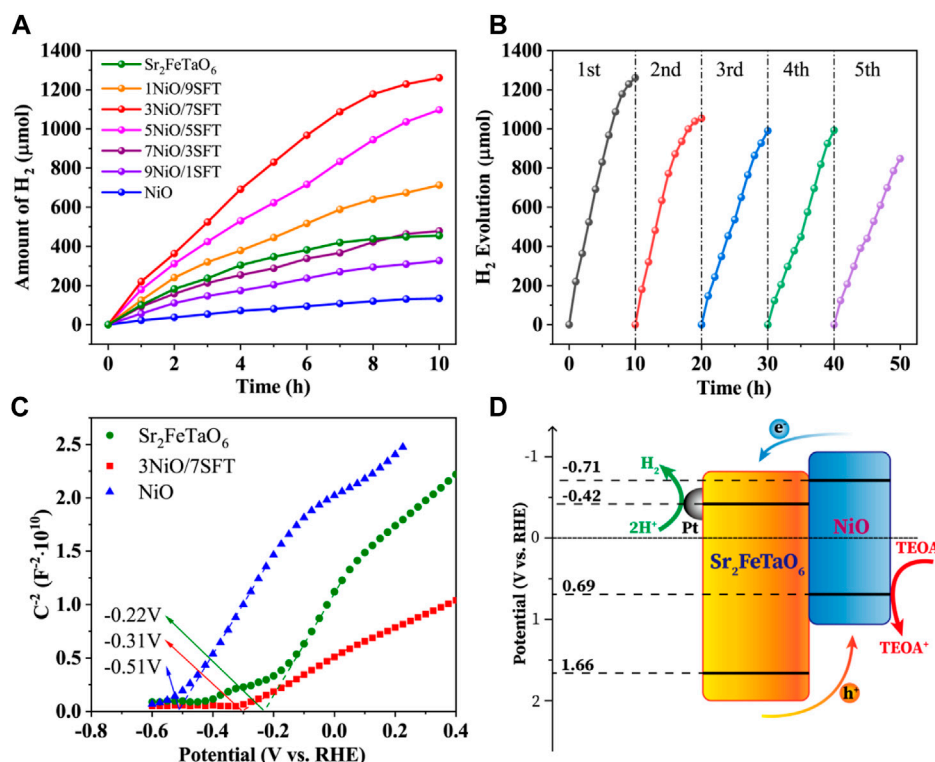 A
1400
1200
1000
800
600
400
200
0
Amount of H₂ (μmol)
Sr₂FeTaO₆
1NiO/9SFT
3NiO/7SFT
5NiO/5SFT
7NiO/3SFT
9NiO/1SFT
NiO
0 2 4 6 8 10
Time (h)
B
1400
1200
1000
800
600
400
200
0
H₂ Evolution (μmol)
1st 2nd 3rd 4th 5th
0 10 20 30 40 50
Time (h)
C
2.5
2.0
1.5
1.0
0.5
0.0
C⁻² (F⁻²·10¹⁰)
Sr₂FeTaO₆
3NiO/7SFT
NiO
-0.22V
-0.31V
-0.51V
-0.8 -0.6 -0.4 -0.2 0.0 0.2 0.4
Potential (V vs. RHE)
D
Potential (V vs. RHE)
-1
0
1
2
-0.71
-0.42
0.69
1.66
e⁻
H₂
2H⁺
Pt
Sr₂FeTaO₆
NiO
TEOA
TEOA⁺
h⁺